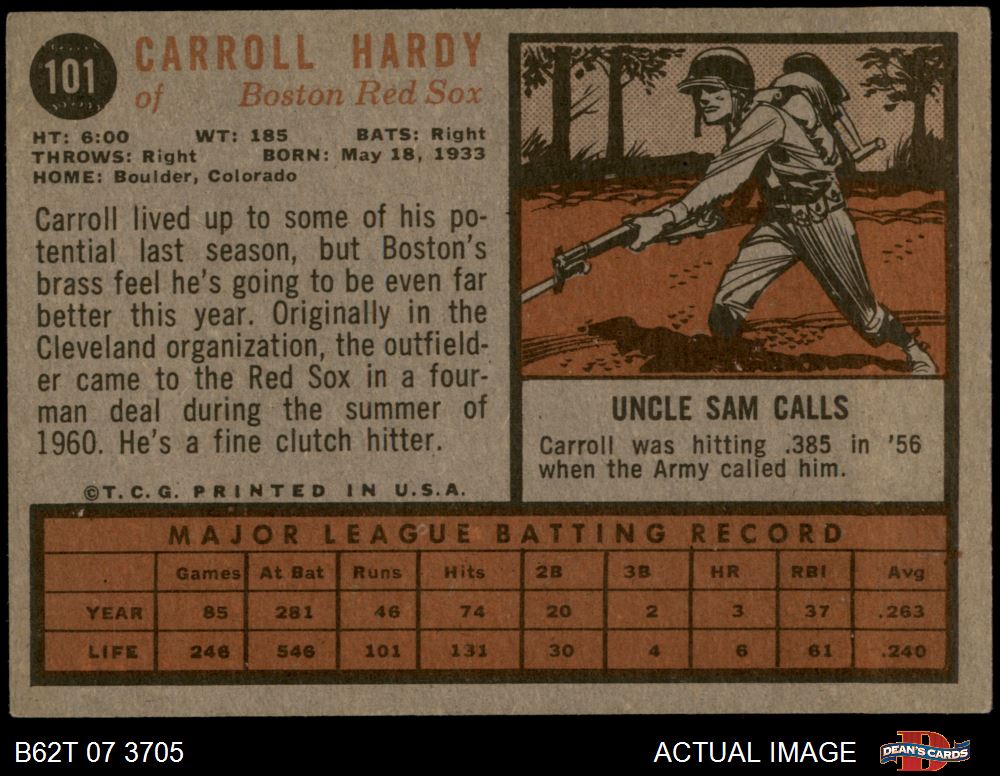 101
CARROLL HARDY
of Boston Red Sox
HT: 6:00 WT: 185 BATS: Right
THROWS: Right BORN: May 18, 1933
HOME: Boulder, Colorado
Carroll lived up to some of his po-
tential last season, but Boston's
brass feel he's going to be even far
better this year. Originally in the
Cleveland organization, the outfield-
er came to the Red Sox in a four-
man deal during the summer of
1960. He's a fine clutch hitter.
©T.C.G. PRINTED IN U.S.A.
UNCLE SAM CALLS
Carroll was hitting .385 in '56
when the Army called him.
MAJOR LEAGUE BATTING RECORD
Games At Bat Runs Hits 2B 3B HR RBI Avg
YEAR 85 281 46 74 20 2 3 37 .263
LIFE 246 546 101 131 30 4 6 61 .240
B62T 07 3705 ACTUAL IMAGE DEAN'S CARDS